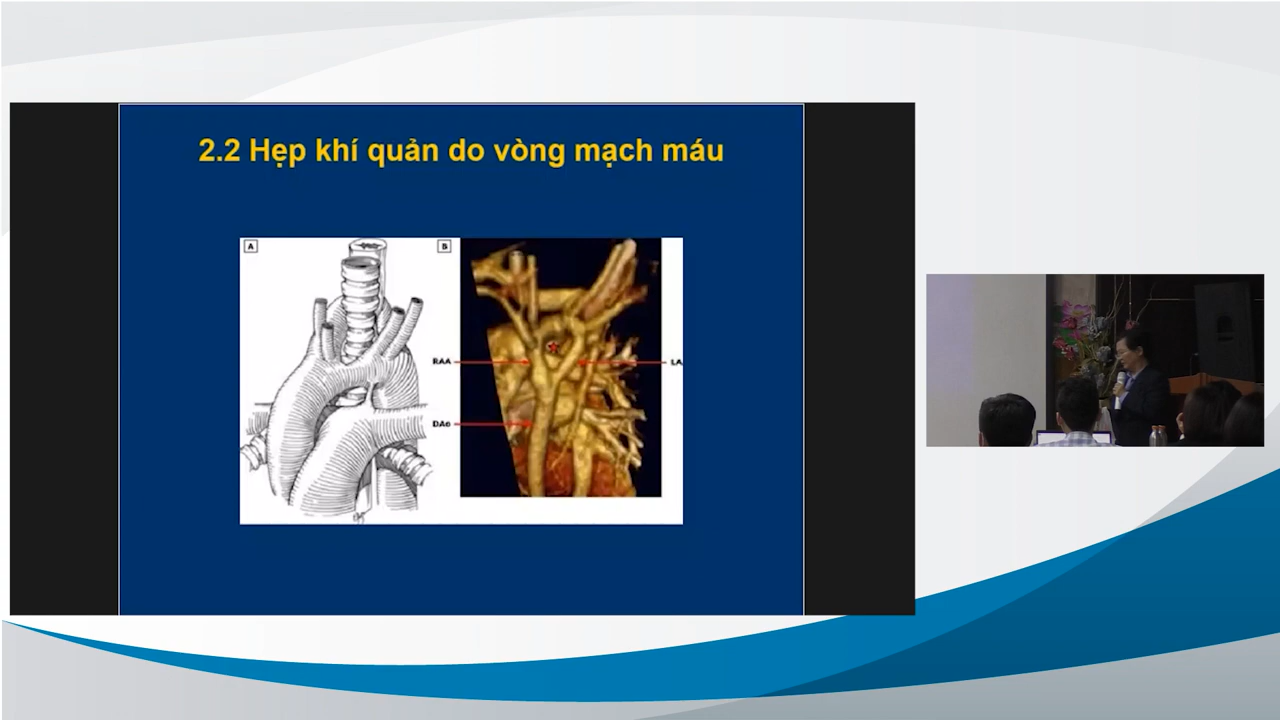 2.2 Hẹp khí quản do vòng mạch máu
A
B
RAA
LA
DAo